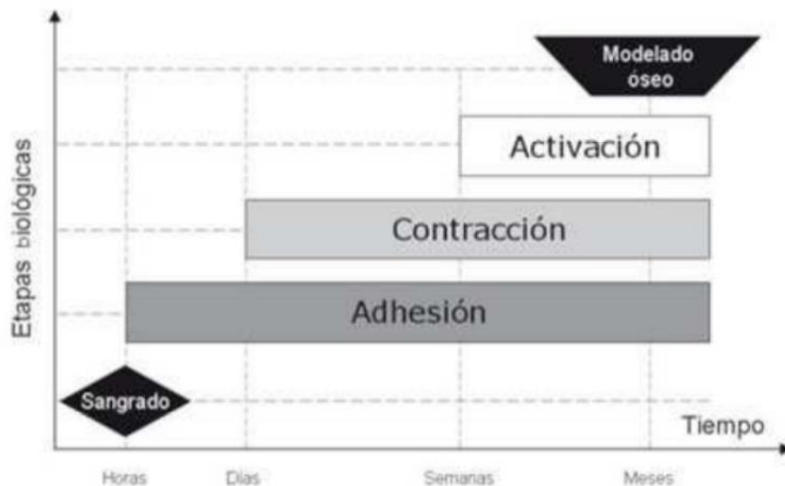 Modelado
óseo
Activación
Contracción
Adhesión
Sangrado
Etapas biológicas
Tiempo
Horas Días Semanas Meses